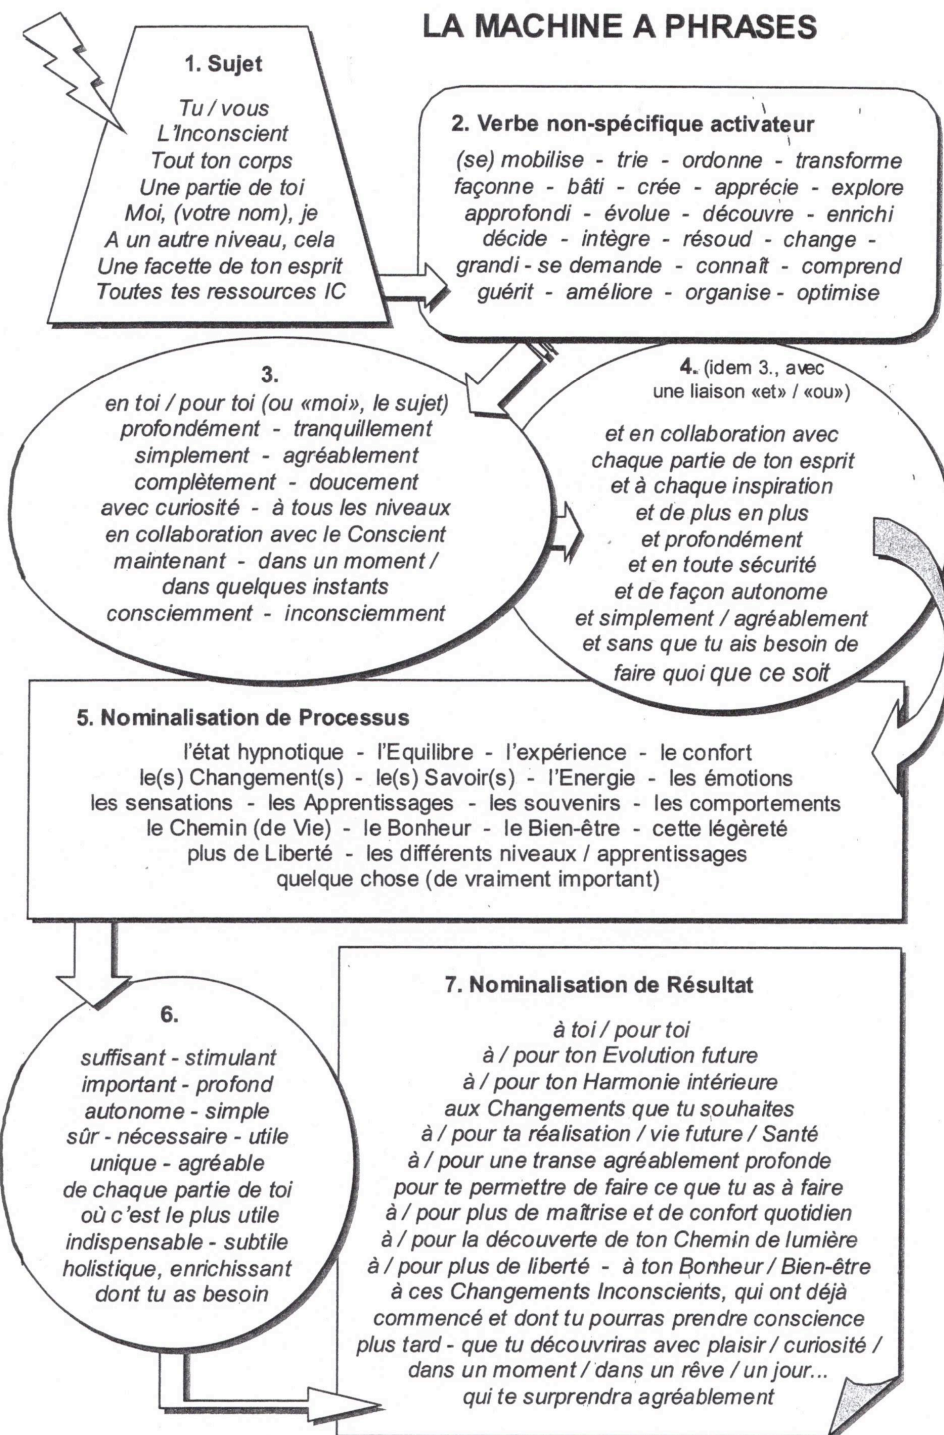 LA MACHINE A PHRASES
1. Sujet
Tu / vous
L'Inconscient
Tout ton corps
Une partie de toi
Moi, (votre nom), je
A un autre niveau, cela
Une facette de ton esprit
Toutes tes ressources IC
2. Verbe non-spécifique activateur
(se) mobilise - trie - ordonne - transforme
façonne - bâti - crée - apprécie - explore
approfondi - évolue - découvre - enrichi
décide - intègre - résoud - change -
grandi - se demande - connaît - comprend
guérit - améliore - organise - optimise
3.
en toi / pour toi (ou «moi», le sujet)
profondément - tranquillement
simplement - agréablement
complètement - doucement
avec curiosité - à tous les niveaux
en collaboration avec le Conscient
maintenant - dans un moment /
dans quelques instants
consciemment - inconsciemment
4. (idem 3., avec
une liaison «et» / «ou»)
et en collaboration avec
chaque partie de ton esprit
et à chaque inspiration
et de plus en plus
et profondément
et en toute sécurité
et de façon autonome
et simplement / agréablement
et sans que tu ais besoin de
faire quoi que ce soit
5. Nominalisation de Processus
l'état hypnotique - l'Equilibre - l'expérience - le confort
le(s) Changement(s) - le(s) Savoir(s) - l'Energie - les émotions
les sensations - les Apprentissages - les souvenirs - les comportements
le Chemin (de Vie) - le Bonheur - le Bien-être - cette légèreté
plus de Liberté - les différents niveaux / apprentissages
quelque chose (de vraiment important)
6.
suffisant - stimulant
important - profond
autonome - simple
sûr - nécessaire - utile
unique - agréable
de chaque partie de toi
où c'est le plus utile
indispensable - subtile
holistique, enrichissant
dont tu as besoin
7. Nominalisation de Résultat
à toi / pour toi
à / pour ton Evolution future
à / pour ton Harmonie intérieure
aux Changements que tu souhaites
à / pour ta réalisation / vie future / Santé
à / pour une transe agréablement profonde
pour te permettre de faire ce que tu as à faire
à / pour plus de maîtrise et de confort quotidien
à / pour la découverte de ton Chemin de lumière
à / pour plus de liberté - à ton Bonheur / Bien-être
à ces Changements Inconscients, qui ont déjà
commencé et dont tu pourras prendre conscience
plus tard - que tu découvriras avec plaisir / curiosité /
dans un moment / dans un rêve / un jour...
qui te surprendra agréablement